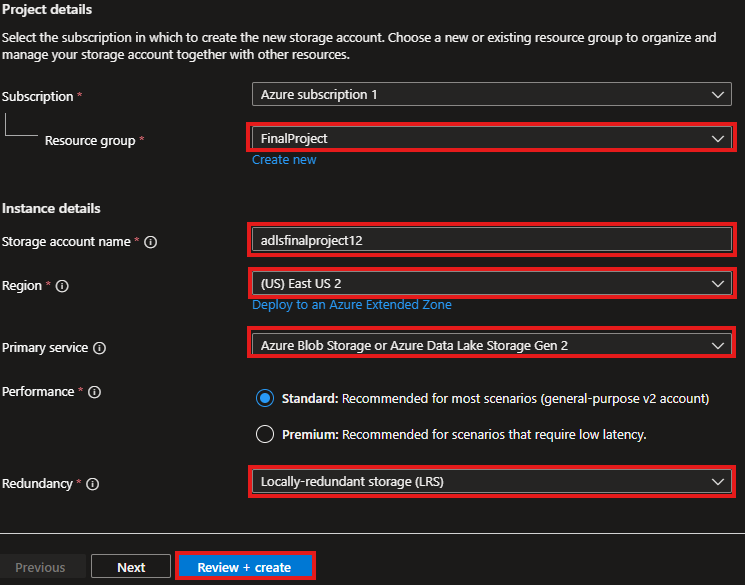 Project details
Select the subscription in which to create the new storage account. Choose a new or existing resource group to organize and
manage your storage account together with other resources.
Subscription *
Azure subscription 1
Resource group *
FinalProject
Create new
Instance details
Storage account name *
adlsfinalproject12
Region *
(US) East US 2
Deploy to an Azure Extended Zone
Primary service
Azure Blob Storage or Azure Data Lake Storage Gen 2
Performance *
Standard: Recommended for most scenarios (general-purpose v2 account)
Premium: Recommended for scenarios that require low latency.
Redundancy *
Locally-redundant storage (LRS)
Previous
Next
Review + create